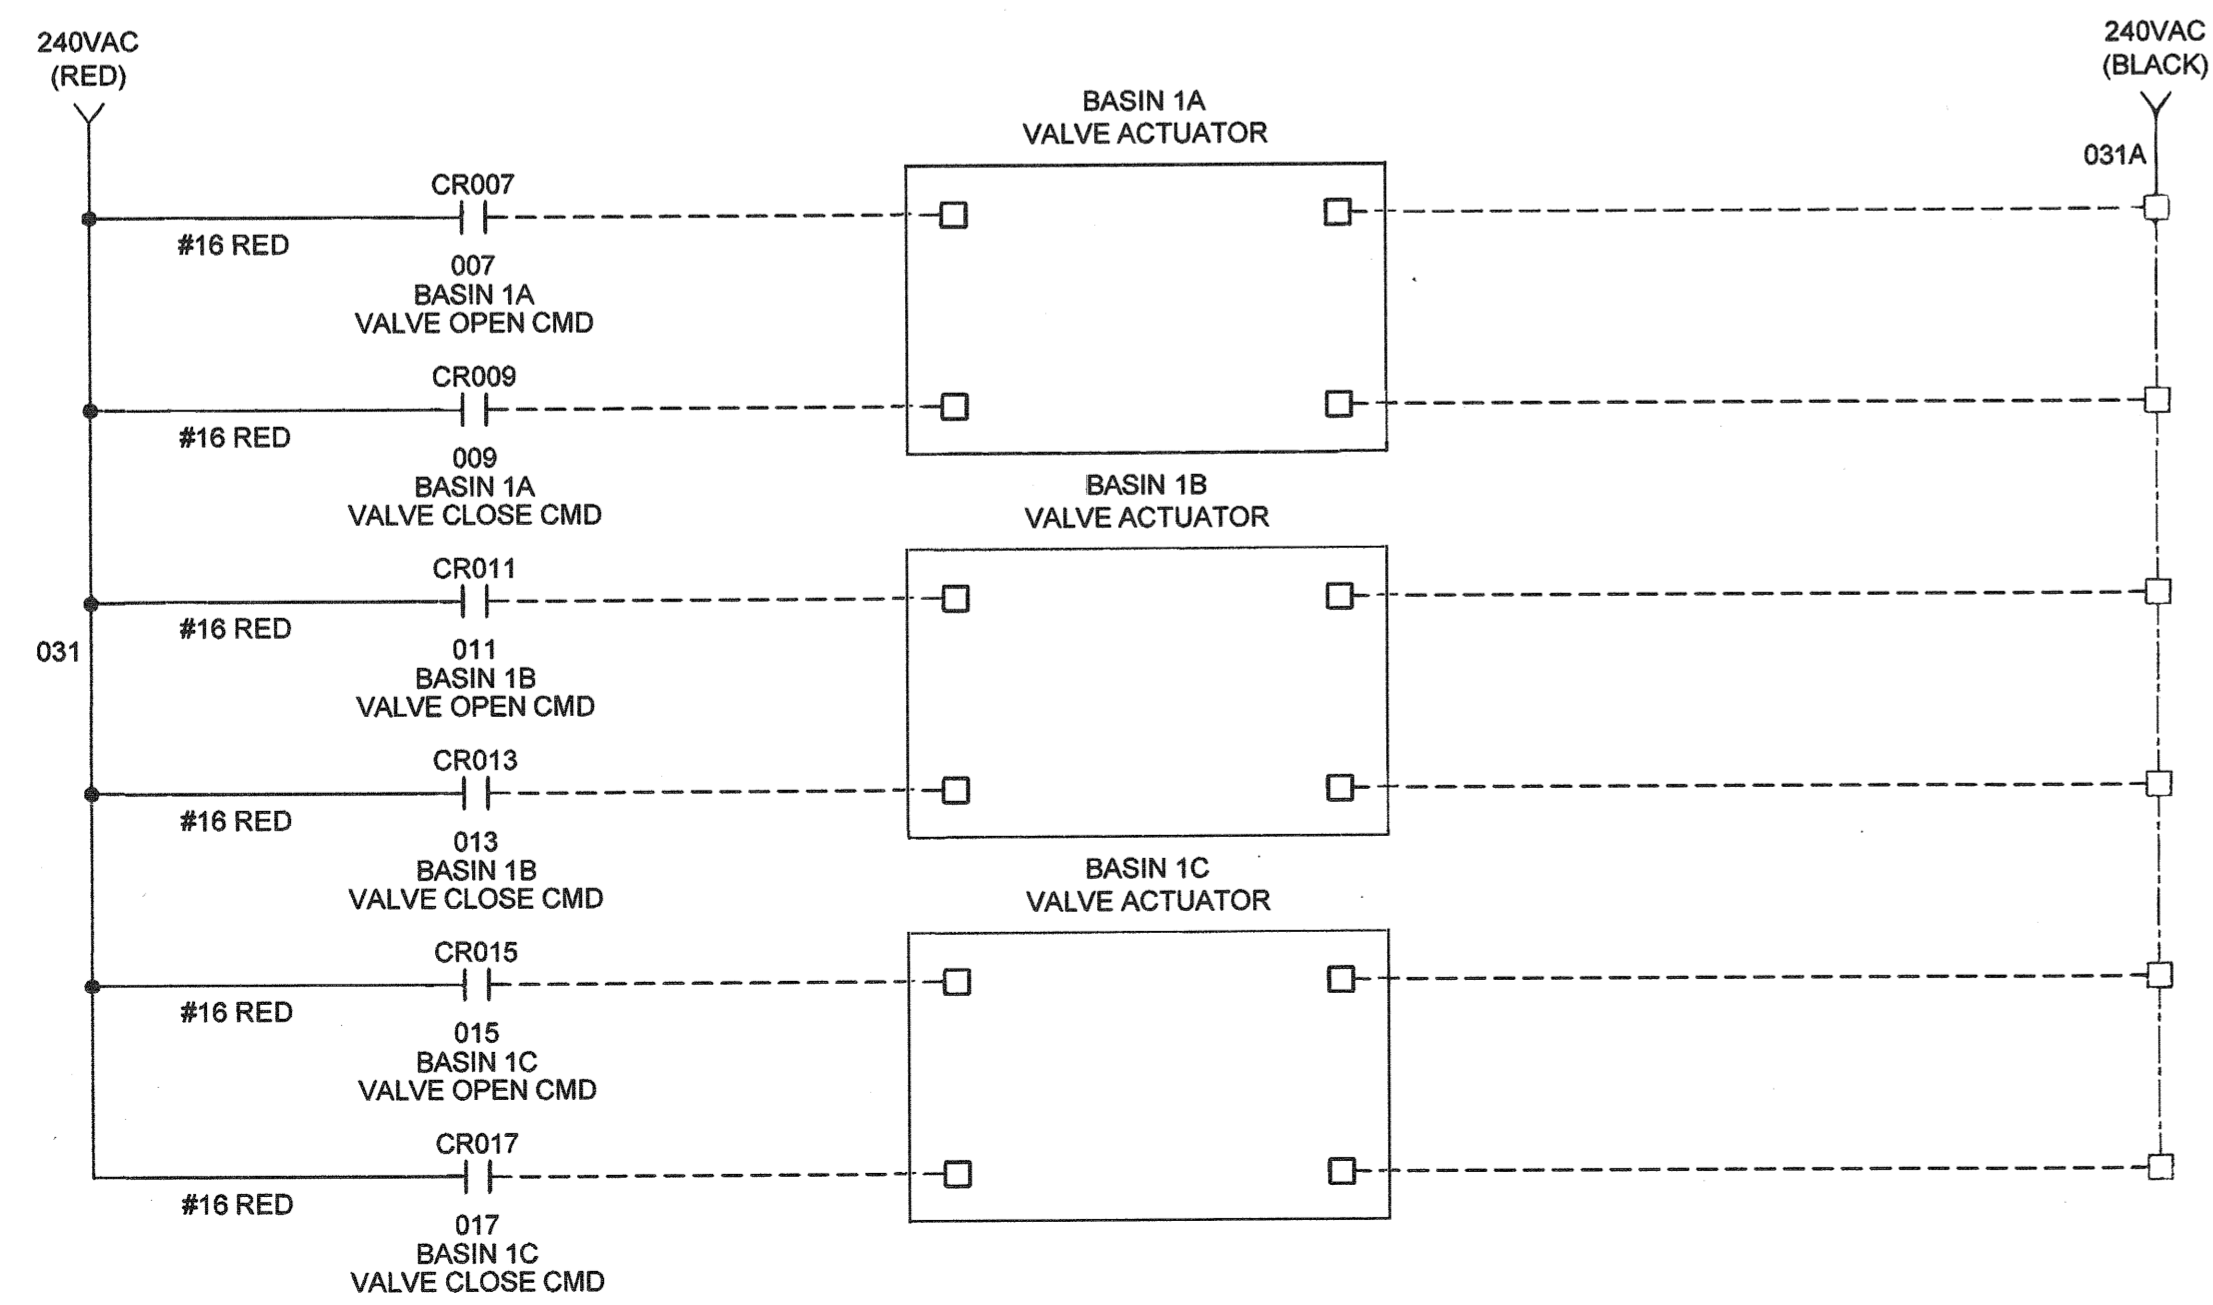 240VAC
(RED)
240VAC
(BLACK)
031A
BASIN 1A
VALVE ACTUATOR
CR007
#16 RED
007
BASIN 1A
VALVE OPEN CMD
CR009
#16 RED
009
BASIN 1A
VALVE CLOSE CMD
BASIN 1B
VALVE ACTUATOR
CR011
#16 RED
031
011
BASIN 1B
VALVE OPEN CMD
CR013
#16 RED
013
BASIN 1B
VALVE CLOSE CMD
BASIN 1C
VALVE ACTUATOR
CR015
#16 RED
015
BASIN 1C
VALVE OPEN CMD
CR017
#16 RED
017
BASIN 1C
VALVE CLOSE CMD